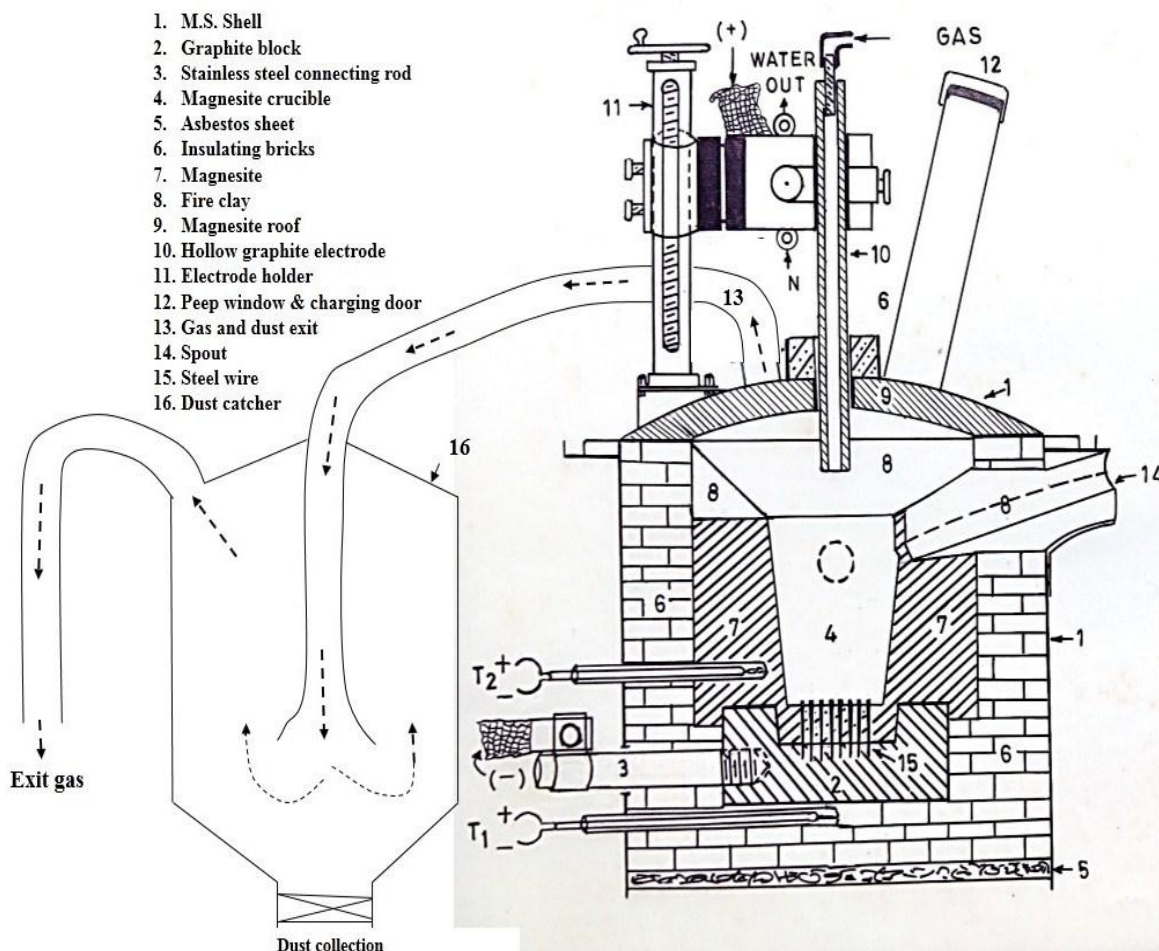 1. M.S. Shell
2. Graphite block
3. Stainless steel connecting rod
4. Magnesite crucible
5. Asbestos sheet
6. Insulating bricks
7. Magnesite
8. Fire clay
9. Magnesite roof
10. Hollow graphite electrode
11. Electrode holder
12. Peep window & charging door
13. Gas and dust exit
14. Spout
15. Steel wire
16. Dust catcher
(+)
GAS
WATER
OUT
12
11
10
N
6
13
9
1
16
8
14
8
8
6
7
4
7
1
T2 + -
(-)
3
15
6
2
T1 + -
5
Exit gas
Dust collection